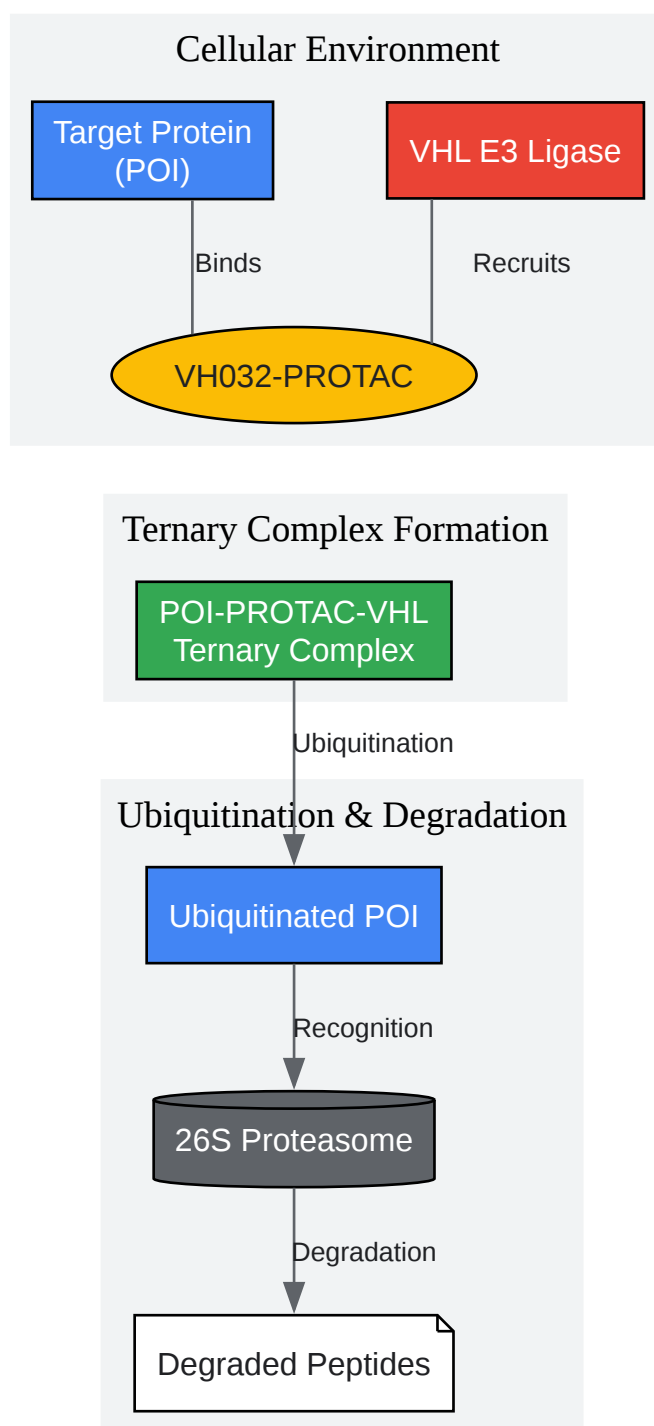 Cellular Environment
Target Protein
(POI)
VHL E3 Ligase
Binds
Recruits
VH032-PROTAC
Ternary Complex Formation
POI-PROTAC-VHL
Ternary Complex
Ubiquitination
Ubiquitination & Degradation
Ubiquitinated POI
Recognition
26S Proteasome
Degradation
Degraded Peptides